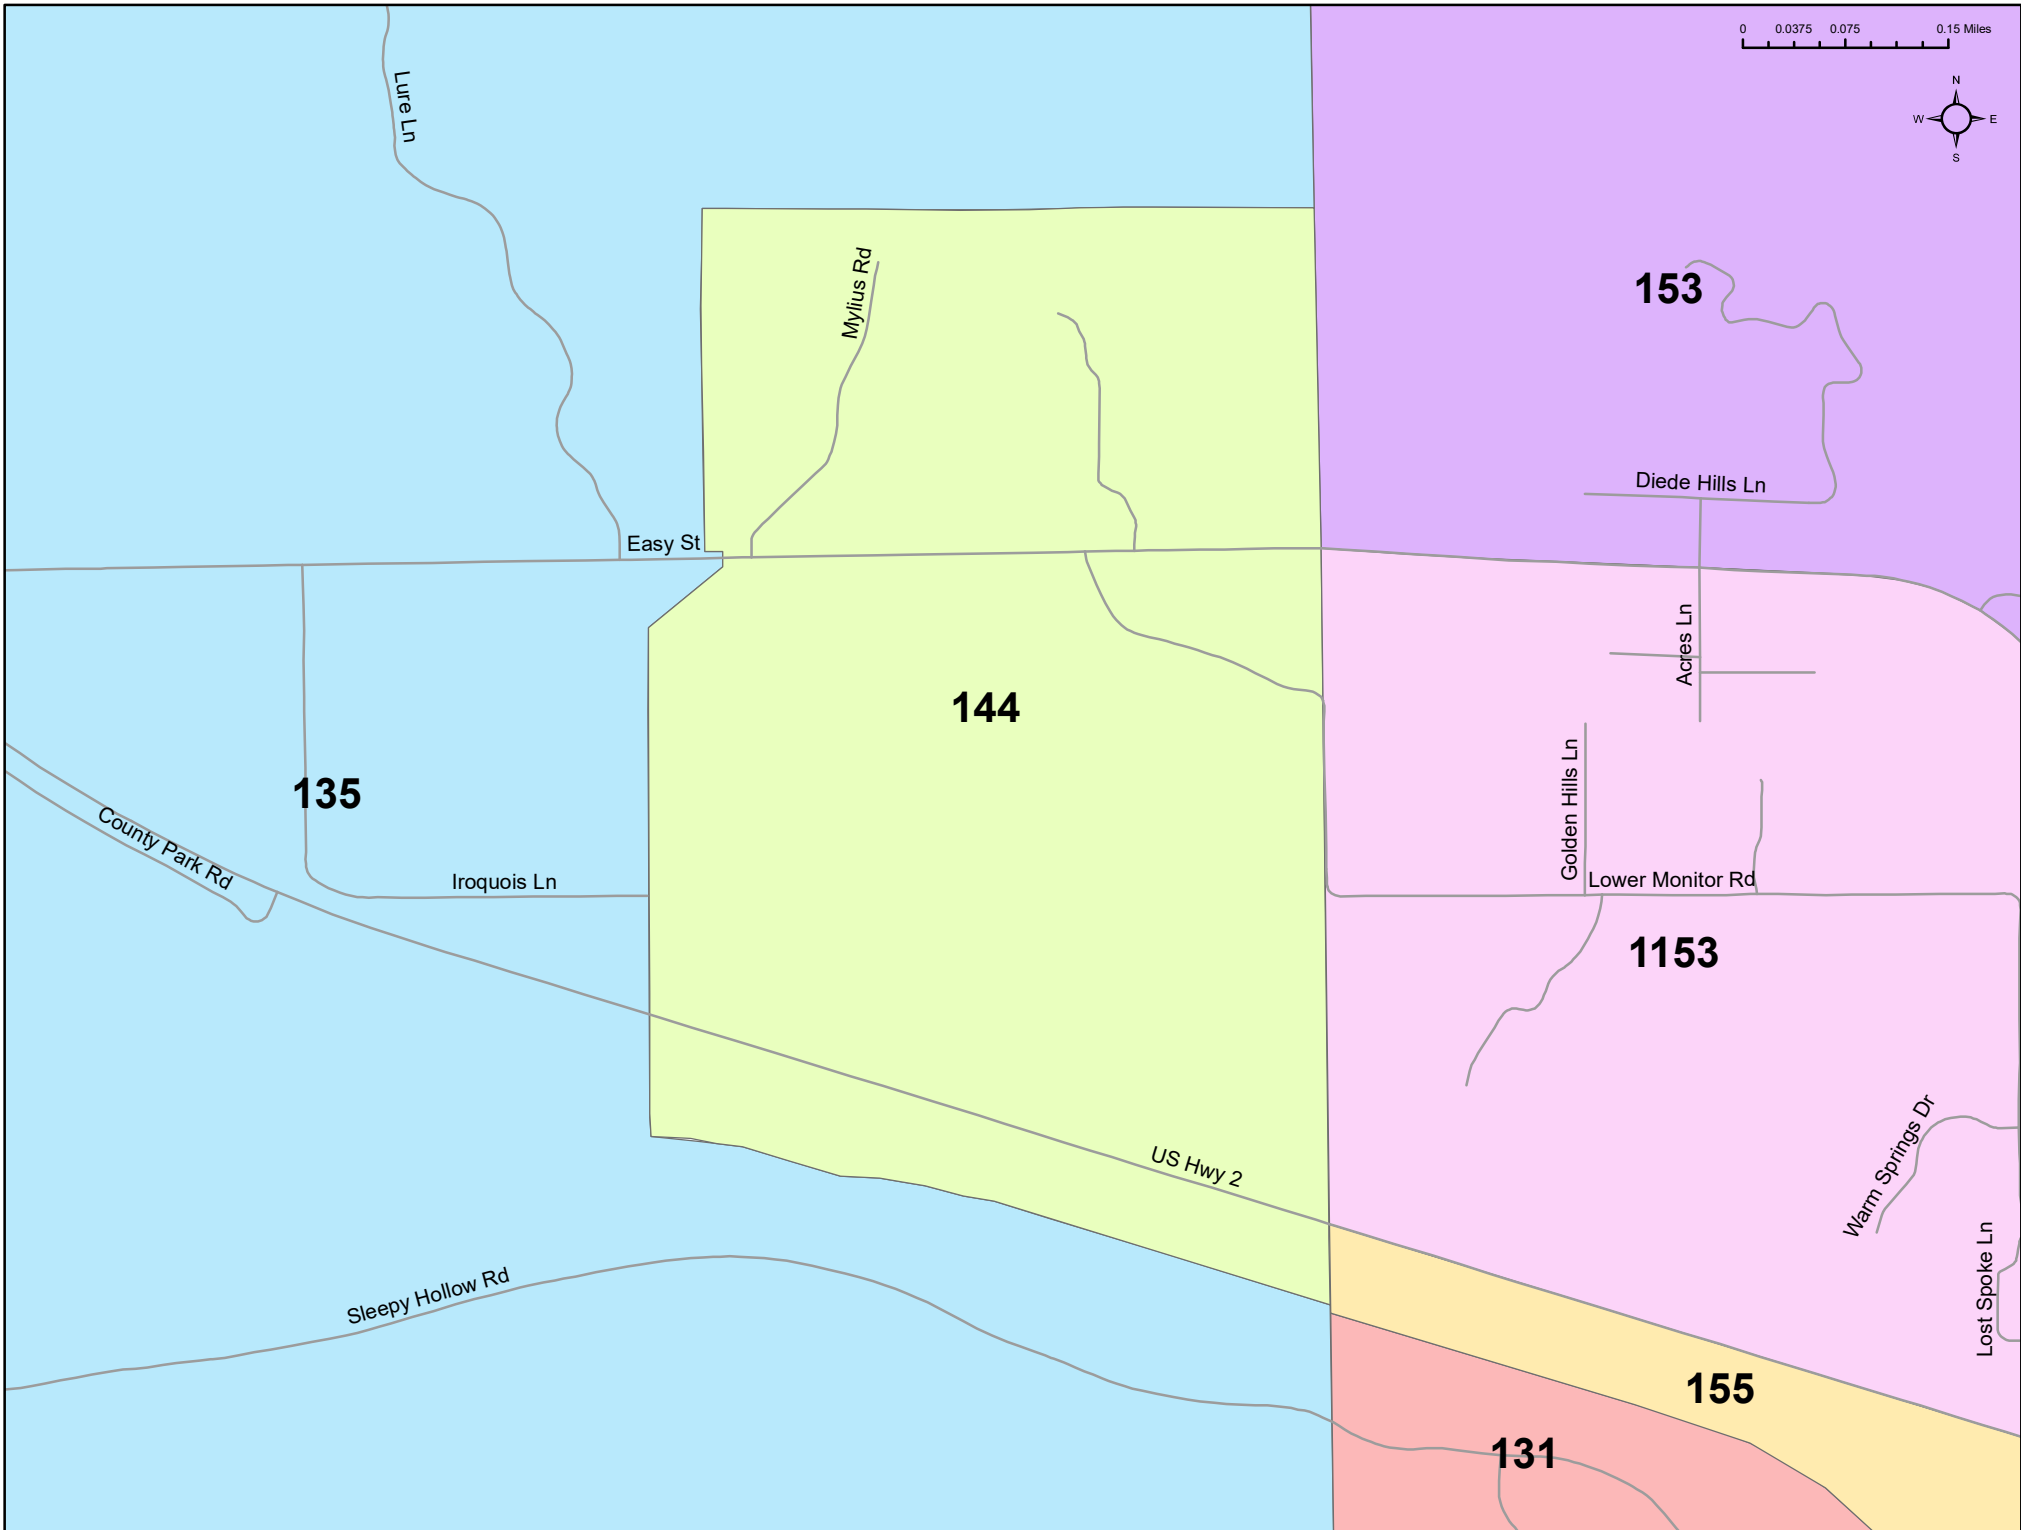 0 0.0375 0.075 0.15 Miles
N
W E
S
Lure Ln
Mylius Rd
153
Diede Hills Ln
Easy St
Acres Ln
144
135
Golden Hills Ln
County Park Rd
Iroquois Ln
Lower Monitor Rd
1153
US Hwy 2
Warm Springs Dr
Sleepy Hollow Rd
Lost Spoke Ln
155
131